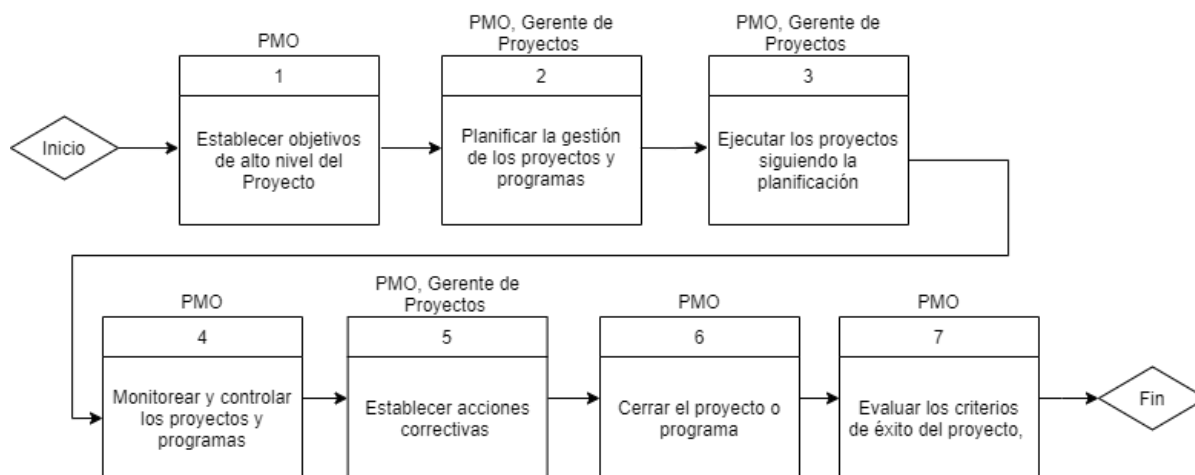 PMO
PMO, Gerente de
Proyectos
PMO, Gerente de
Proyectos
1
2
3
Inicio
Establecer objetivos
de alto nivel del
Proyecto
Planificar la gestión
de los proyectos y
programas
Ejecutar los proyectos
siguiendo la
planificación
PMO
PMO, Gerente de
Proyectos
PMO
PMO
4
5
6
7
Monitorear y controlar
los proyectos y
programas
Establecer acciones
correctivas
Cerrar el proyecto o
programa
Evaluar los criterios
de éxito del proyecto,
Fin